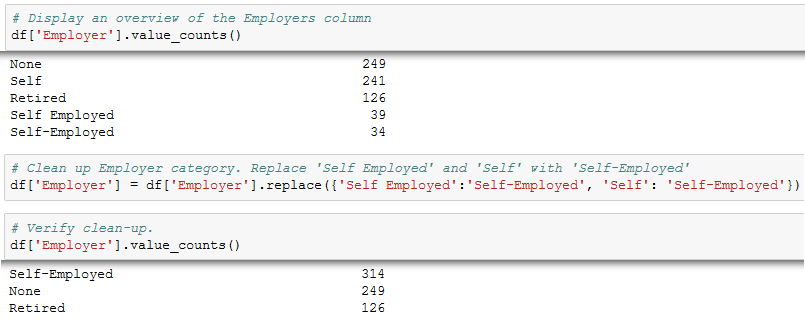 # Display an overview of the Employers column
df['Employer'].value_counts()
None 249
Self 241
Retired 126
Self Employed 39
Self-Employed 34
# Clean up Employer category. Replace 'Self Employed' and 'Self' with 'Self-Employed'
df['Employer'] = df['Employer'].replace({'Self Employed':'Self-Employed', 'Self': 'Self-Employed'})
# Verify clean-up.
df['Employer'].value_counts()
Self-Employed 314
None 249
Retired 126